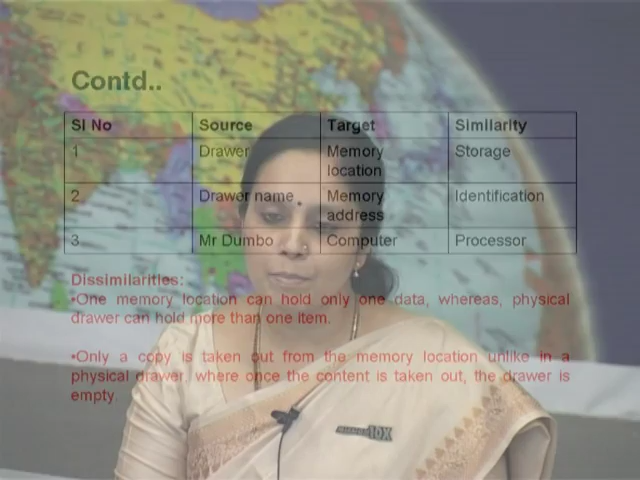 Contd..
Sl No Source Target Similarity
1 Drawer Memory location Storage
2 Drawer name Memory address Identification
3 Mr Dumbo Computer Processor
Dissimilarities:
•One memory location can hold only one data, whereas, physical
drawer can hold more than one item.
•Only a copy is taken out from the memory location unlike in a
physical drawer, where once the content is taken out, the drawer is
empty
10X